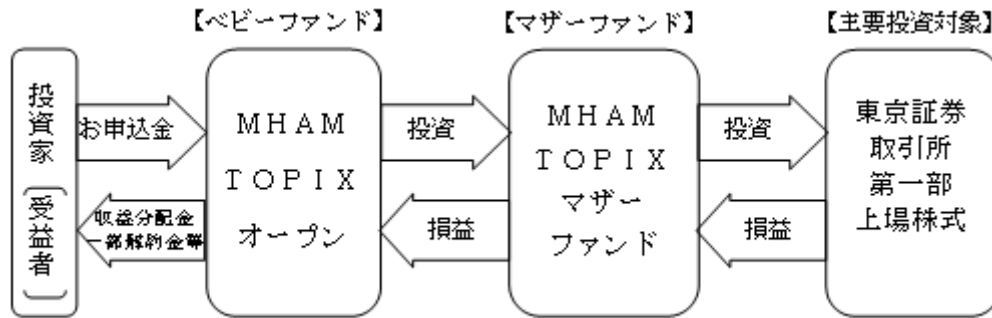 【ベビーファンド】
【マザーファンド】
【主要投資対象】
投資家（受益者）
お申込金
収益分配金
一部解約金等
ＭＨＡＭ
ＴＯＰＩＸ
オープン
投資
損益
ＭＨＡＭ
ＴＯＰＩＸ
マザー
ファンド
投資
損益
東京証券
取引所
第一部
上場株式